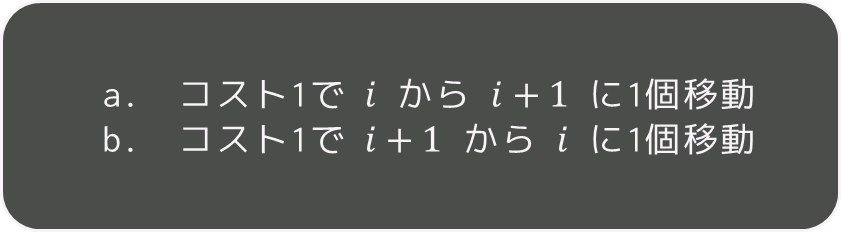 a. コスト1で i から i+1 に1個移動
b. コスト1で i+1 から i に1個移動